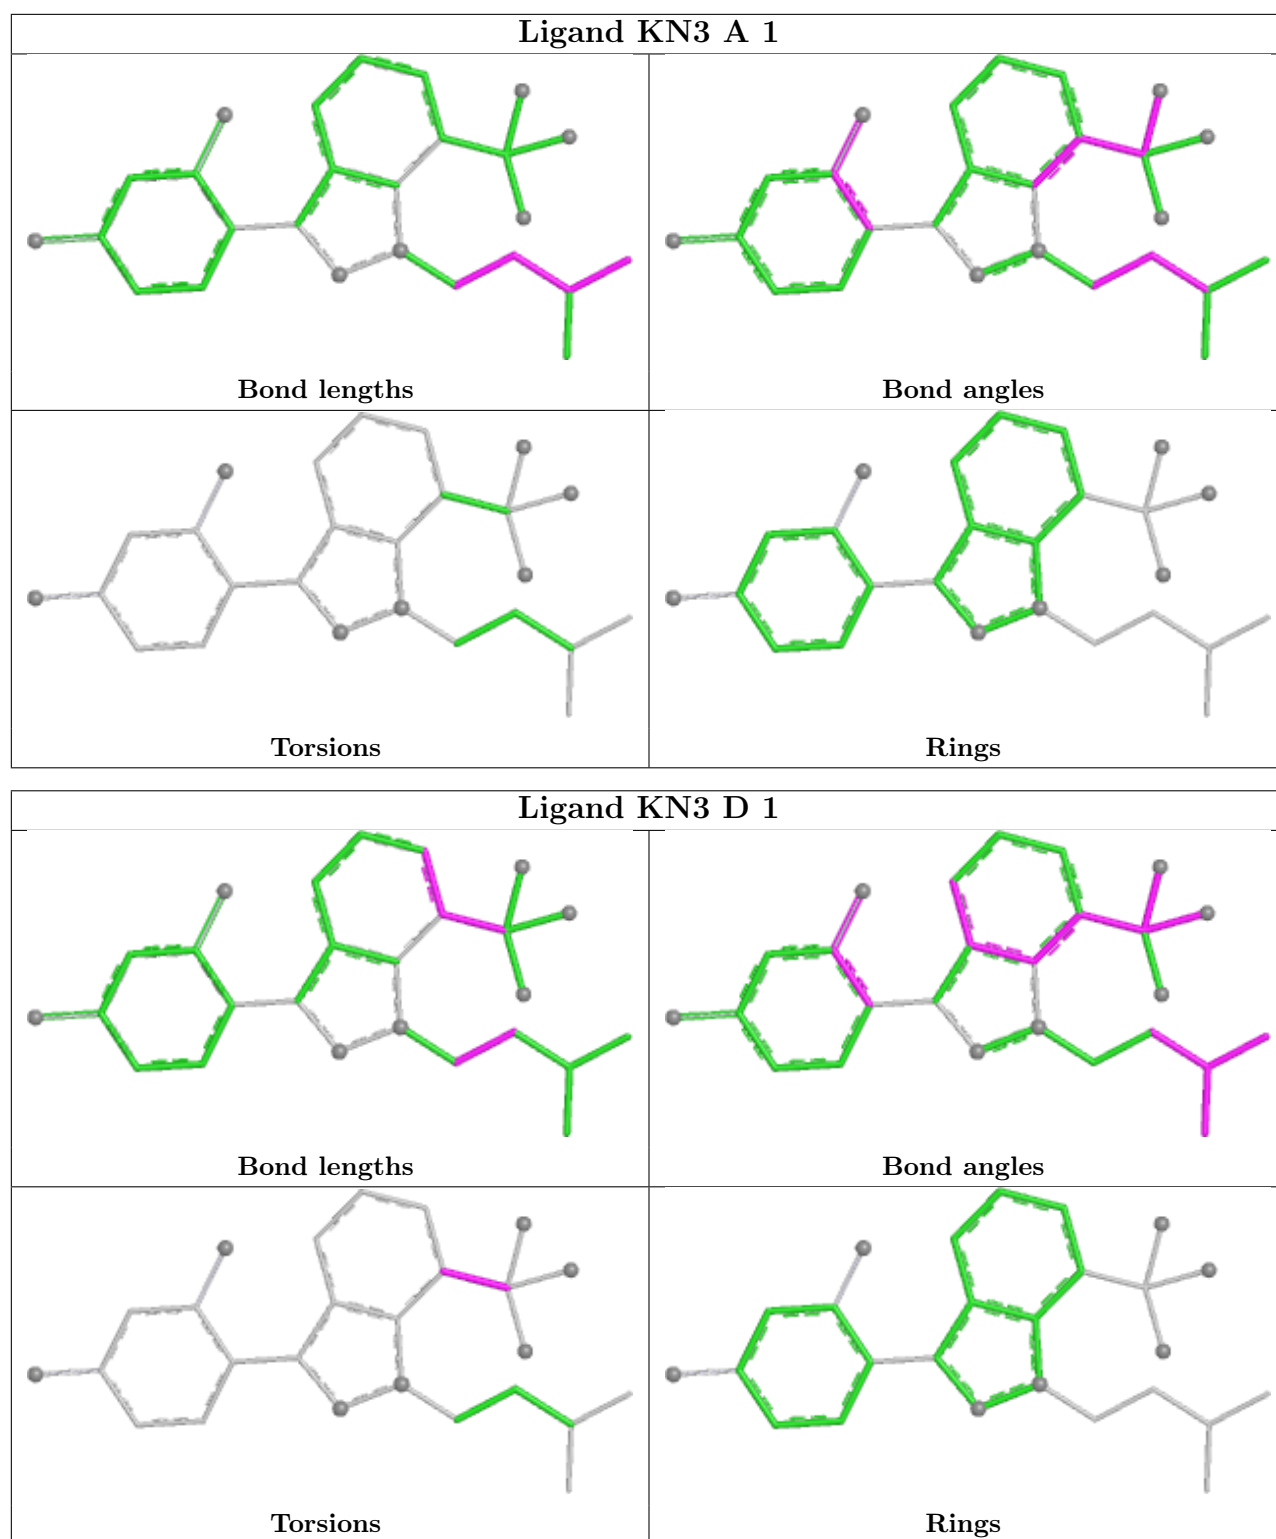 Ligand KN3 A 1
Bond lengths
Bond angles
Torsions
Rings
Ligand KN3 D 1
Bond lengths
Bond angles
Torsions
Rings